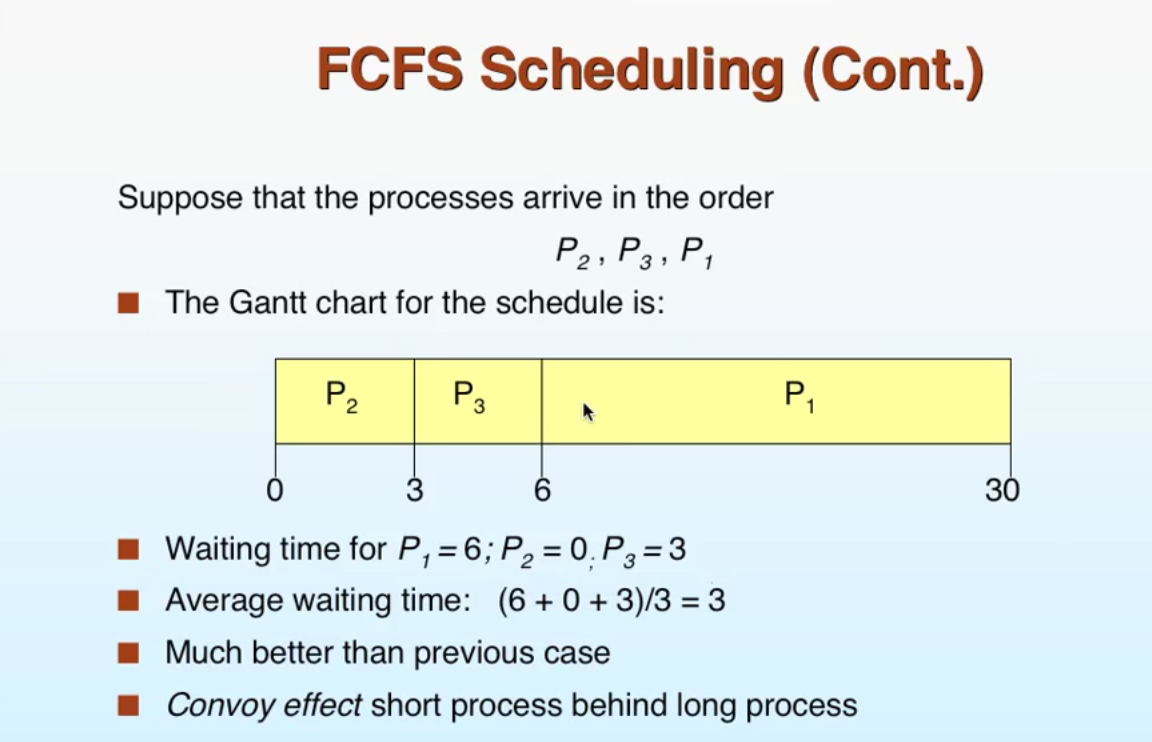 FCFS Scheduling (Cont.)
Suppose that the processes arrive in the order
P2 , P3 , P1
The Gantt chart for the schedule is:
P2 P3 P1
0 3 6 30
Waiting time for P1 = 6; P2 = 0; P3 = 3
Average waiting time: (6 + 0 + 3)/3 = 3
Much better than previous case
Convoy effect short process behind long process